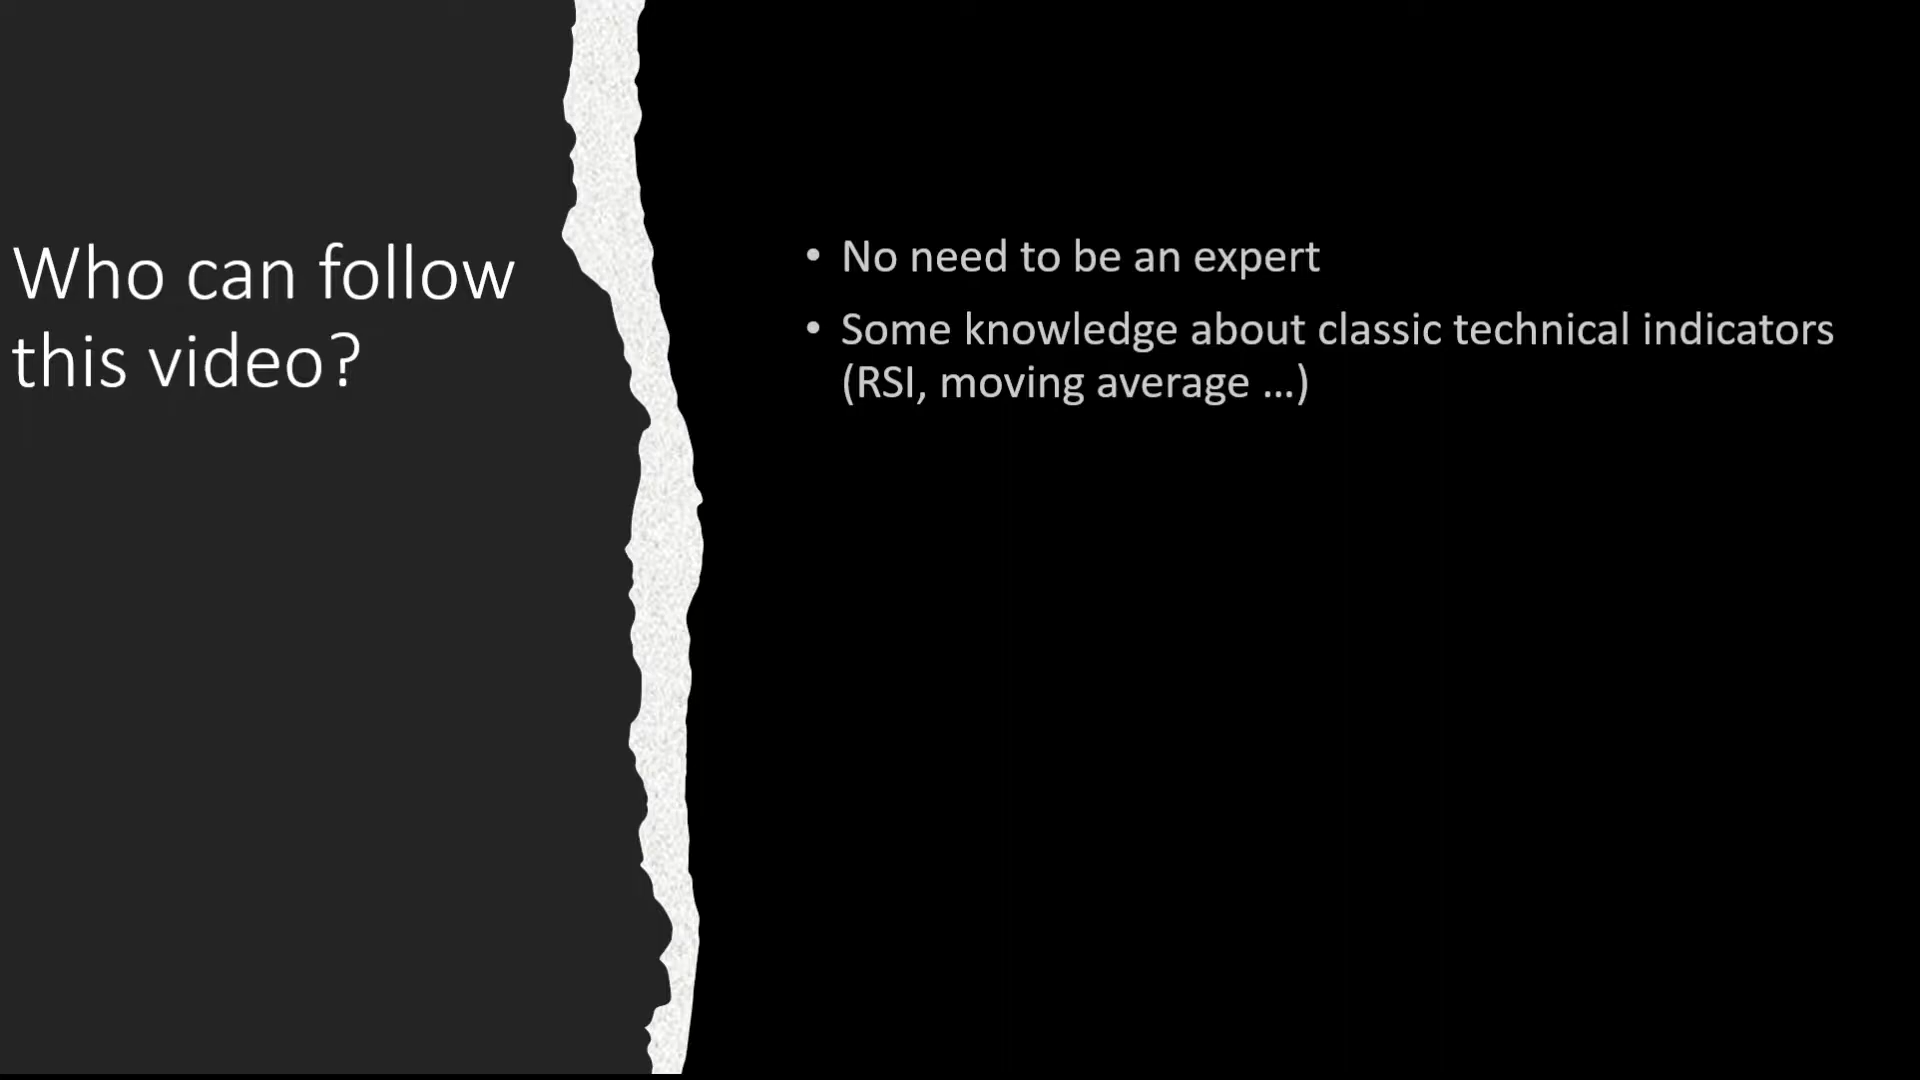 Who can follow
this video?
• No need to be an expert
• Some knowledge about classic technical indicators
(RSI, moving average ...)